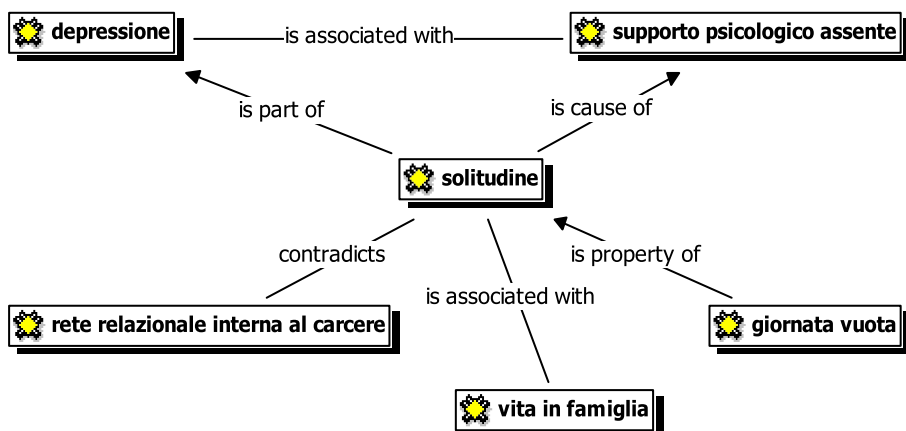 depressione
is associated with
supporto psicologico assente
is part of
is cause of
solitudine
contradicts
is property of
is associated with
rete relazionale interna al carcere
giornata vuota
vita in famiglia